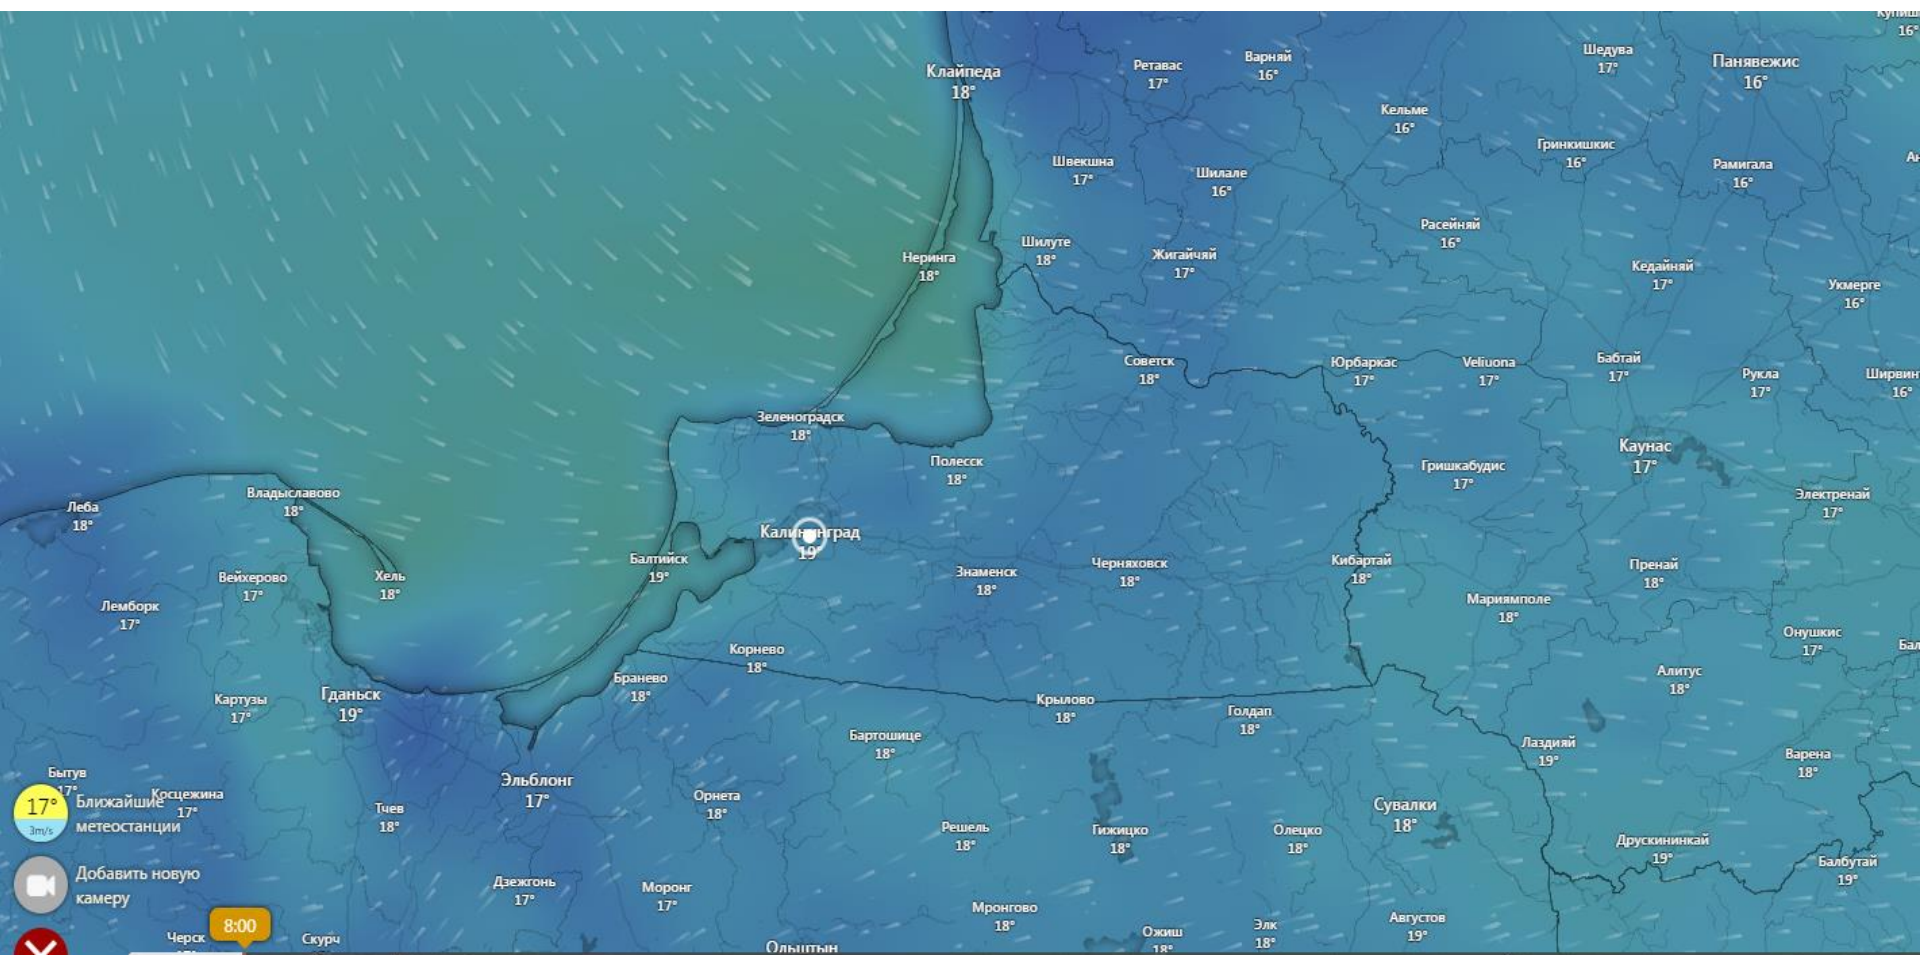 Купиш
16°
Шедува
17°
Панявежис
16°
Варняй
16°
Ретавас
17°
Клайпеда
18°
Кельме
16°
Гринкишкис
16°
Швекшна
17°
Шилале
16°
Рамигала
16°
Ан
Расейняй
16°
Шилуте
18°
Жигайчяй
17°
Неринга
18°
Кедайняй
17°
Укмерге
16°
Советск
18°
Юрбаркас
17°
Veliuona
17°
Бабтай
17°
Рукла
17°
Ширвин
16°
Зеленоградск
18°
Каунас
17°
Полесск
18°
Гришкабудис
17°
Владыславово
18°
Электренай
17°
Леба
18°
Калининград
19°
Балтийск
19°
Знаменск
18°
Черняховск
18°
Кибартай
18°
Пренай
18°
Вейхерово
17°
Хель
18°
Лемборк
17°
Мариямполе
18°
Онушкис
17°
Бал
Корнево
18°
Бранево
18°
Алитус
18°
Картузы
17°
Гданьск
19°
Крылово
18°
Голдап
18°
Бартошице
18°
Лаздияй
19°
Варена
18°
Бытув
17°
Эльблонг
17°
Косцежина
17°
Орнета
18°
Тчев
18°
Сувалки
18°
17°
3m/s
Ближайшие
метеостанции
Решель
18°
Гижицко
18°
Олецко
18°
Друскининкай
19°
Балбутай
19°
Добавить новую
камеру
Дзежгонь
17°
Моронг
17°
Мронгово
18°
Августов
19°
Элк
18°
Ожиш
18°
8:00
Черск
17°
Скурч
Ольштын